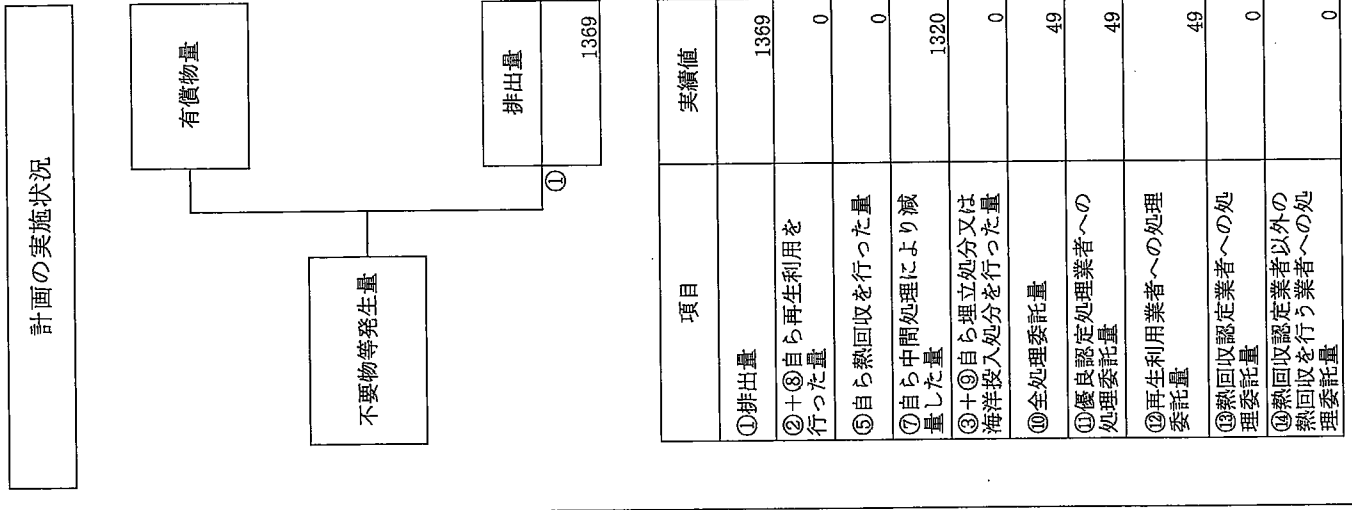 計画の実施状況
有償物量
不要物等発生量
排出量
①
1369
項目
実績値
①排出量
1369
②+⑧自ら再生利用を
行った量
0
⑤自ら熱回収を行った量
0
⑦自ら中間処理により減
量した量
1320
③+⑨自ら埋立処分又は
海洋投入処分を行った量
0
⑩全処理委託量
49
⑪優良認定処理業者への
処理委託量
49
⑫再生利用業者への処理
委託量
49
⑬熱回収認定業者への処
理委託量
0
⑭熱回収認定業者以外の
熱回収を行う業者への処
理委託量
0